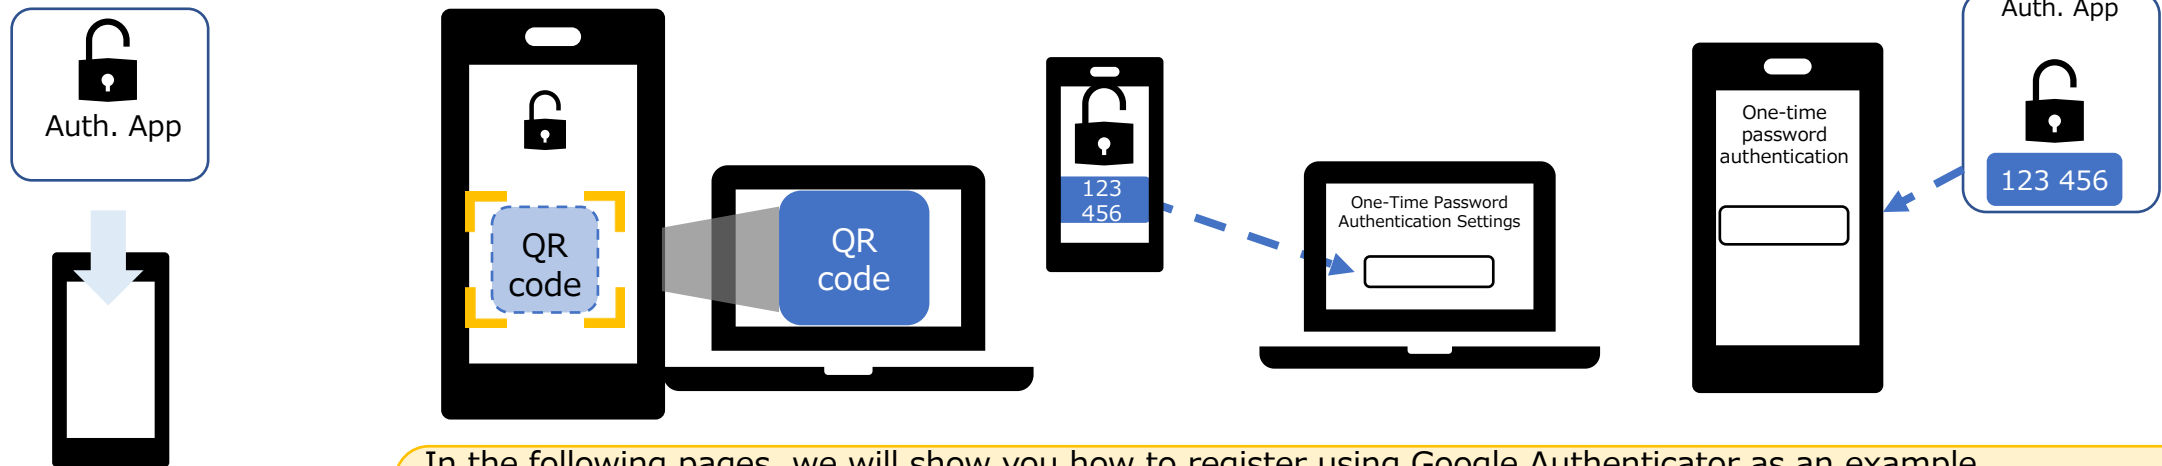 Auth. App
QR
code
QR
code
123
456
One-Time Password
Authentication Settings
One-time
password
authentication
Auth. App
123 456
In the following pages, we will show you how to register using Google Authenticator as an example